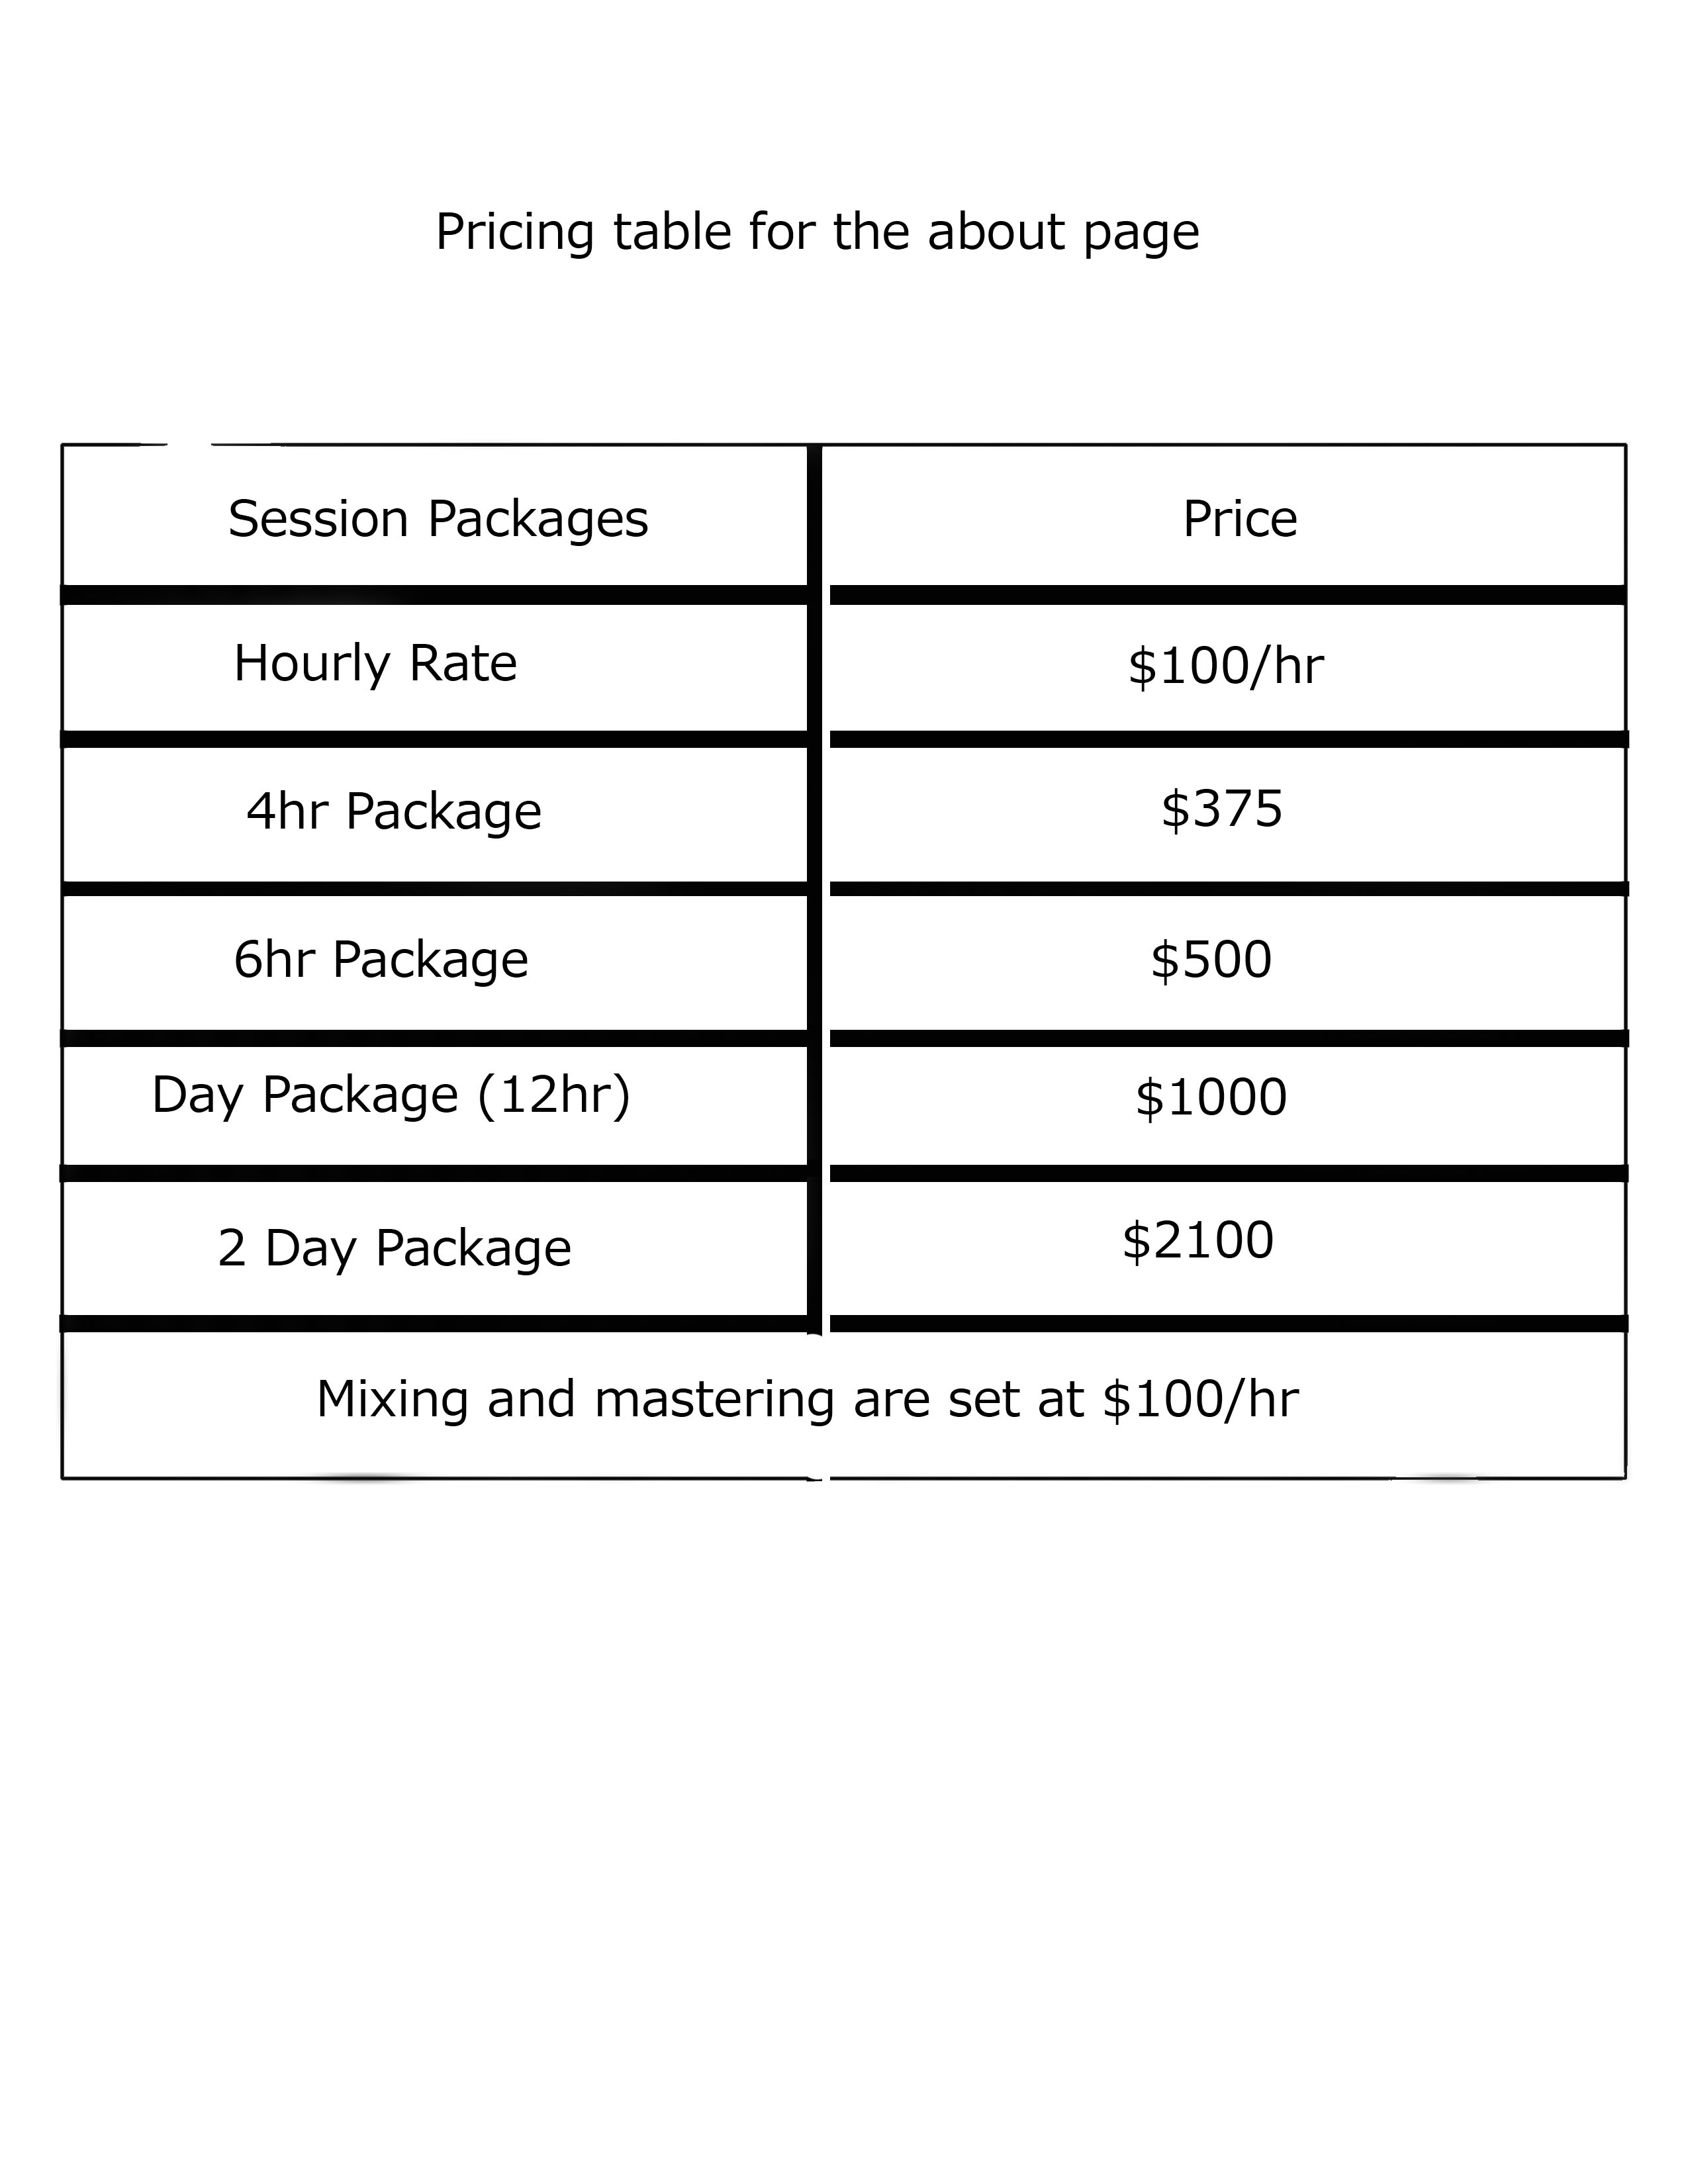 Pricing table for the about page
Session Packages Price
Hourly Rate $100/hr
4hr Package $375
6hr Package $500
Day Package (12hr) $1000
2 Day Package $2100
Mixing and mastering are set at $100/hr